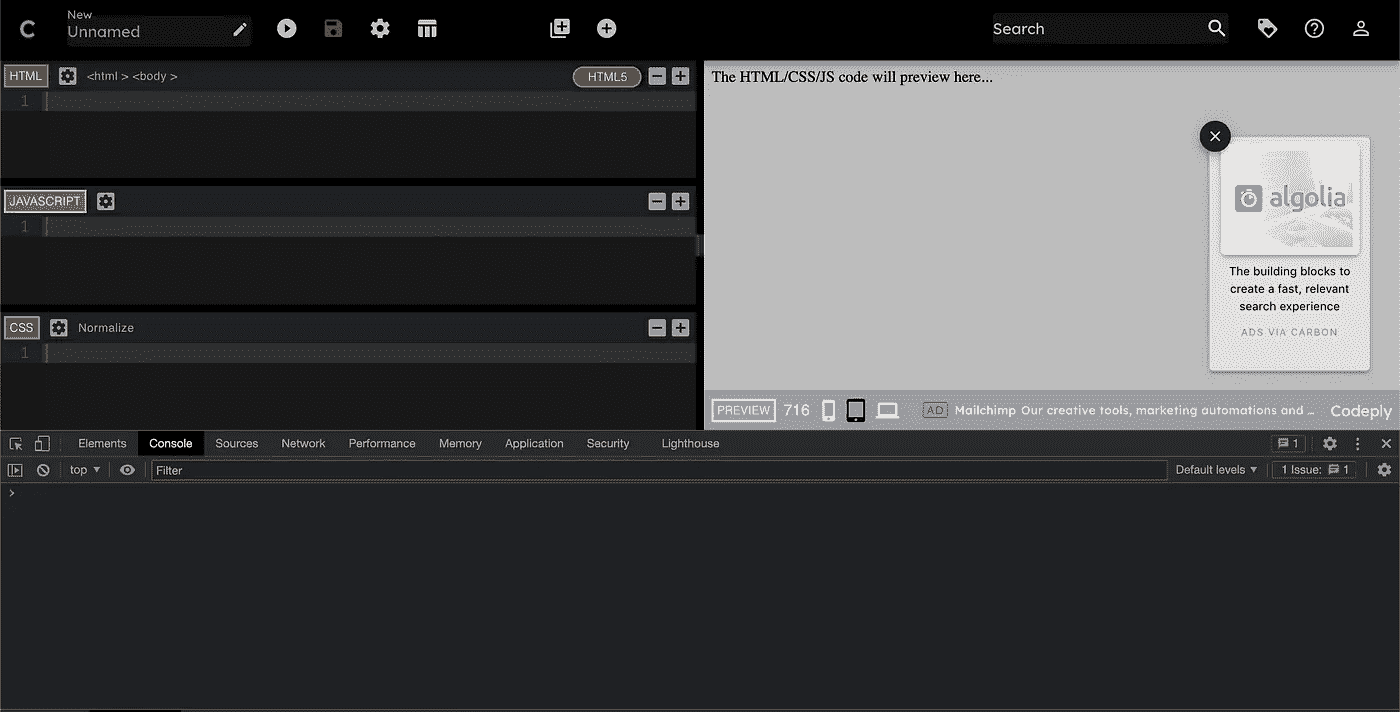 C
New
Unnamed
Search
HTML
<html > <body >
HTML5
1
JAVASCRIPT
1
CSS
Normalize
1
The HTML/CSS/JS code will preview here...
algolia
The building blocks to
create a fast, relevant
search experience
ADS VIA CARBON
PREVIEW 716
AD Mailchimp Our creative tools, marketing automations and ...
Codeply
Elements Console Sources Network Performance Memory Application Security Lighthouse 1
top Filter Default levels 1 Issue: 1